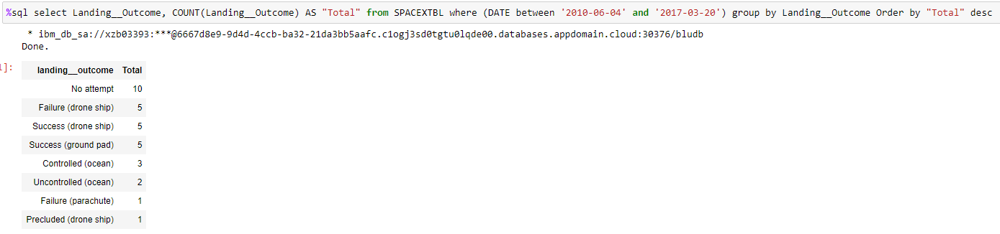 %sql select Landing__Outcome, COUNT(Landing__Outcome) AS "Total" from SPACEXTBL where (DATE between '2010-06-04' and '2017-03-20') group by Landing__Outcome Order by "Total" desc
* ibm_db_sa://xzb03393:***@6667d8e9-9d4d-4ccb-ba32-21da3bb5aafc.c1ogj3sd0tgtu0lqde00.databases.appdomain.cloud:30376/bludb
Done.
]:
landing__outcome Total
No attempt 10
Failure (drone ship) 5
Success (drone ship) 5
Success (ground pad) 5
Controlled (ocean) 3
Uncontrolled (ocean) 2
Failure (parachute) 1
Precluded (drone ship) 1